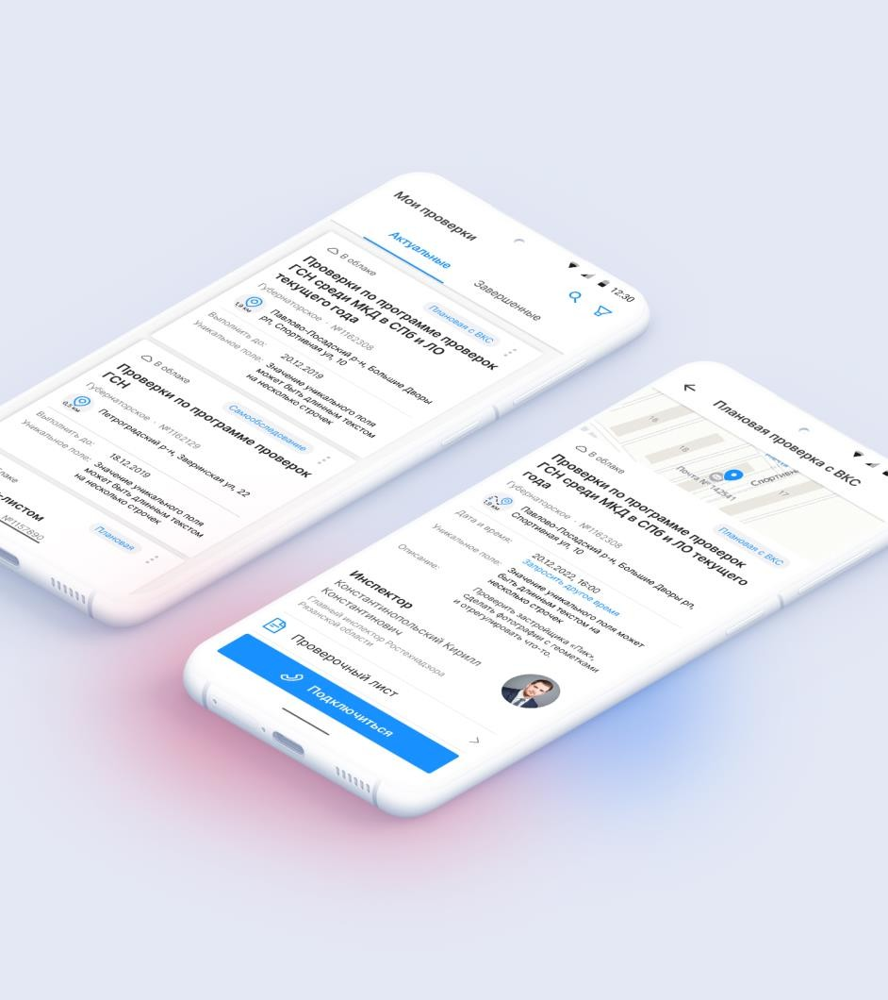 Мои проверки
12:30
Актуальные
Завершенные
В облаке
Плановая с ВКС
Проверки по программе проверок
ГСН среди МКД в СПб и ЛО
текущего года
Губернаторское · №1162308
1,9 км
Павлово-Посадский р-н, Большие Дворы
рп, Спортивная ул, 10
Выполнить до:
20.12.2019
Уникальное поле:
Значение уникального поля
может быть длинным текстом
на несколько строчек
В облаке
Самообследование
Проверки по программе проверок
ГСН
Губернаторское · №1162129
0,5 км
Петроградский р-н, Зверинская ул, 22
Выполнить до:
18.12.2019
Уникальное поле:
Значение уникального поля
может быть длинным текстом
на несколько строчек
Плановая
-листом
№1157690
Плановая проверка с ВКС
16
18
17
Почта №142541
Спортивн
В облаке
Плановая с ВКС
Проверки по программе проверок
ГСН среди МКД в СПб и ЛО текущего
года
Губернаторское · №1162308
1,9 км
Павлово-Посадский р-н, Большие Дворы рп,
Спортивная ул, 10
Дата и время:
20.12.2022, 16:00
Запросить другое время
Уникальное поле:
Значение уникального поля может
быть длинным текстом на
несколько строчек
Описание:
Проверить застройщика «Пик»,
сделать фотографии с геометками
и отрегулировать что-то.
Инспектор
Константинопольский Кирилл
Константинович
Главный инспектор Ростехнадзора
Рязанской области
Проверочный лист
Подключиться